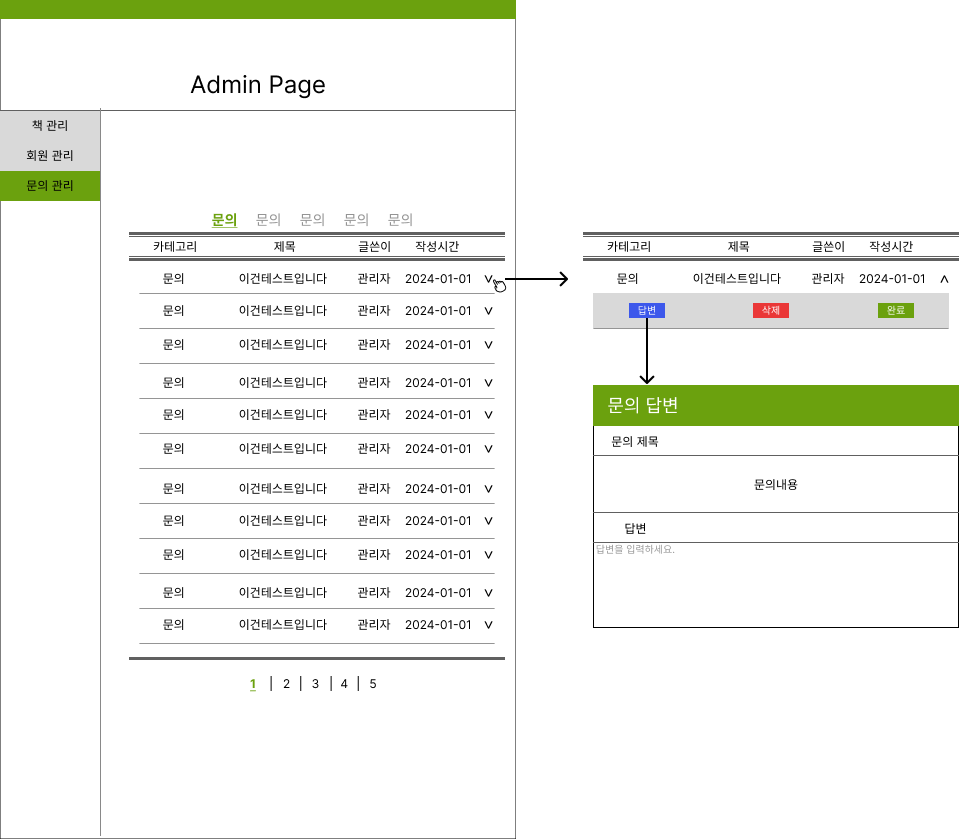 Admin Page
책 관리
회원 관리
문의 관리
문의 문의 문의 문의 문의
카테고리 제목 글쓴이 작성시간
문의 이건테스트입니다 관리자 2024-01-01 ∨
문의 이건테스트입니다 관리자 2024-01-01 ∨
문의 이건테스트입니다 관리자 2024-01-01 ∨
문의 이건테스트입니다 관리자 2024-01-01 ∨
문의 이건테스트입니다 관리자 2024-01-01 ∨
문의 이건테스트입니다 관리자 2024-01-01 ∨
문의 이건테스트입니다 관리자 2024-01-01 ∨
문의 이건테스트입니다 관리자 2024-01-01 ∨
문의 이건테스트입니다 관리자 2024-01-01 ∨
문의 이건테스트입니다 관리자 2024-01-01 ∨
문의 이건테스트입니다 관리자 2024-01-01 ∨
1 | 2 | 3 | 4 | 5
카테고리 제목 글쓴이 작성시간
문의 이건테스트입니다 관리자 2024-01-01 ∧
답변 삭제 완료
문의 답변
문의 제목
문의내용
답변
답변을 입력하세요.